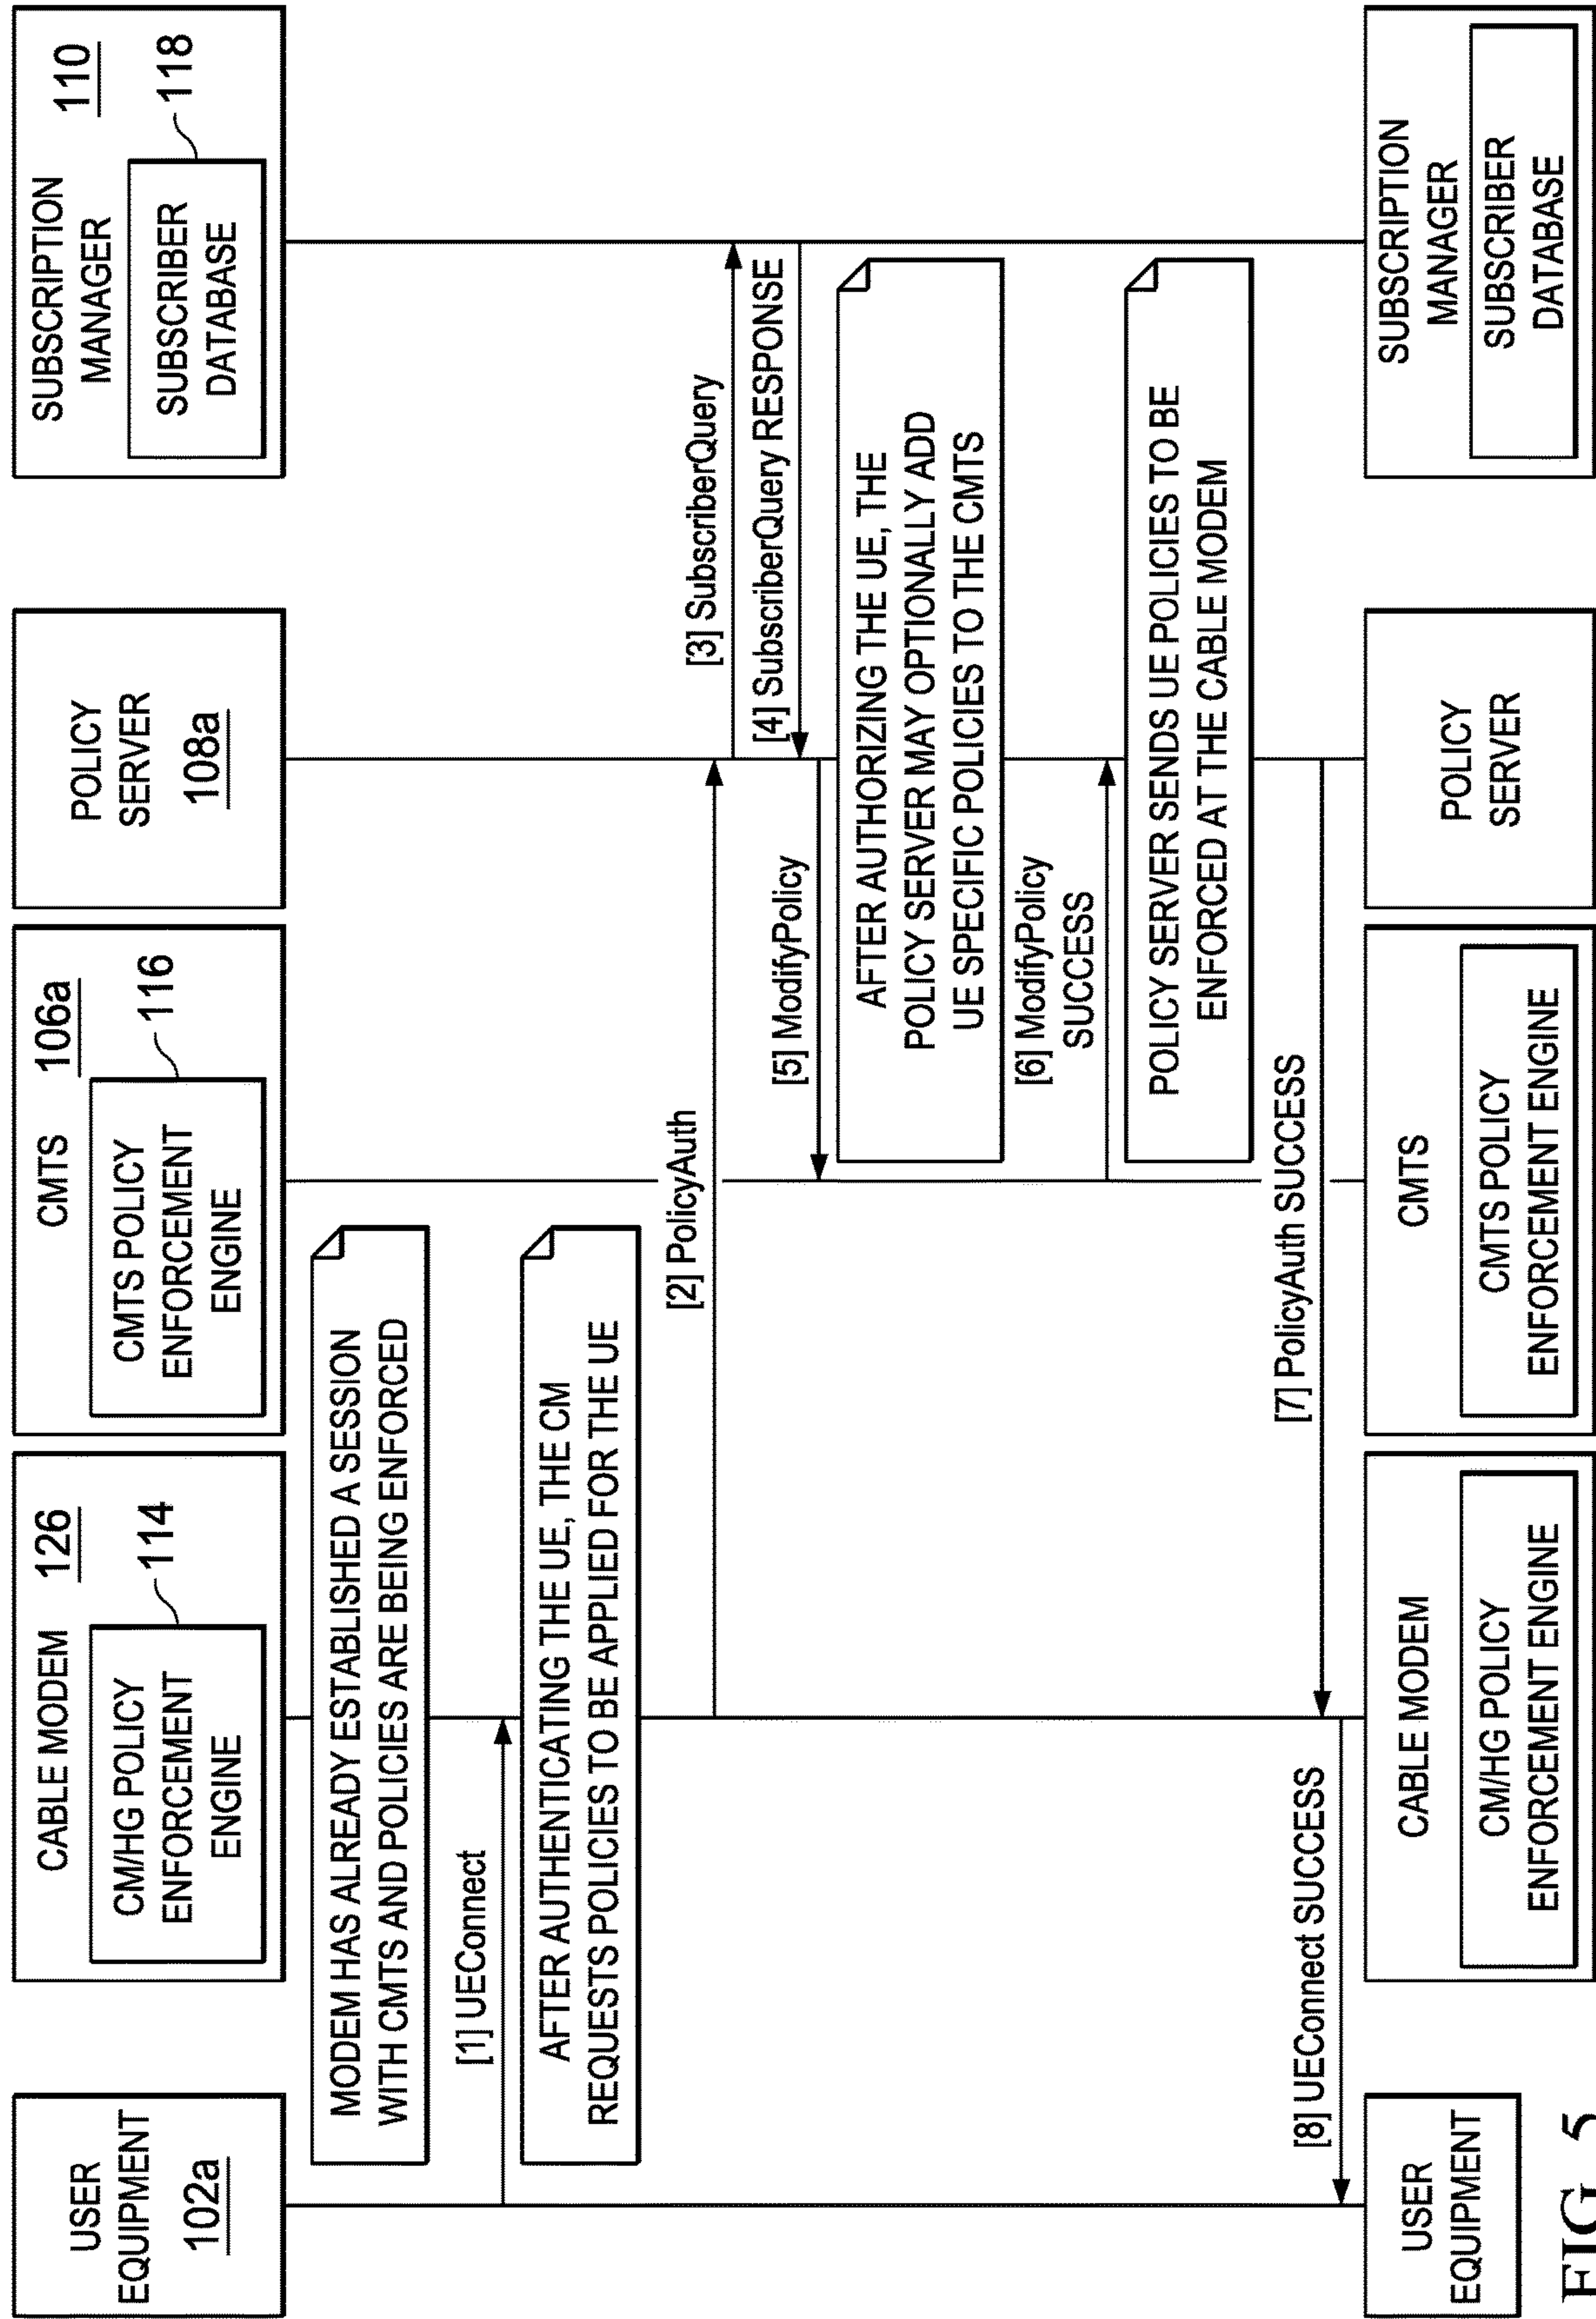 USER
EQUIPMENT
102a
CABLE MODEM
126
CM/HG POLICY
ENFORCEMENT
ENGINE
114
CMTS
106a
CMTS POLICY
ENFORCEMENT
ENGINE
116
POLICY
SERVER
108a
SUBSCRIPTION
MANAGER
110
SUBSCRIBER
DATABASE
118
MODEM HAS ALREADY ESTABLISHED A SESSION
WITH CMTS AND POLICIES ARE BEING ENFORCED
[1] UEConnect
AFTER AUTHENTICATING THE UE, THE CM
REQUESTS POLICIES TO BE APPLIED FOR THE UE
[2] PolicyAuth
[3] SubscriberQuery
[4] SubscriberQuery RESPONSE
[5] ModifyPolicy
AFTER AUTHORIZING THE UE, THE
POLICY SERVER MAY OPTIONALLY ADD
UE SPECIFIC POLICIES TO THE CMTS
[6] ModifyPolicy
SUCCESS
POLICY SERVER SENDS UE POLICIES TO BE
ENFORCED AT THE CABLE MODEM
[7] PolicyAuth SUCCESS
[8] UEConnect SUCCESS
USER
EQUIPMENT
CABLE MODEM
CM/HG POLICY
ENFORCEMENT ENGINE
CMTS
CMTS POLICY
ENFORCEMENT ENGINE
POLICY
SERVER
SUBSCRIPTION
MANAGER
SUBSCRIBER
DATABASE
FIG. 5